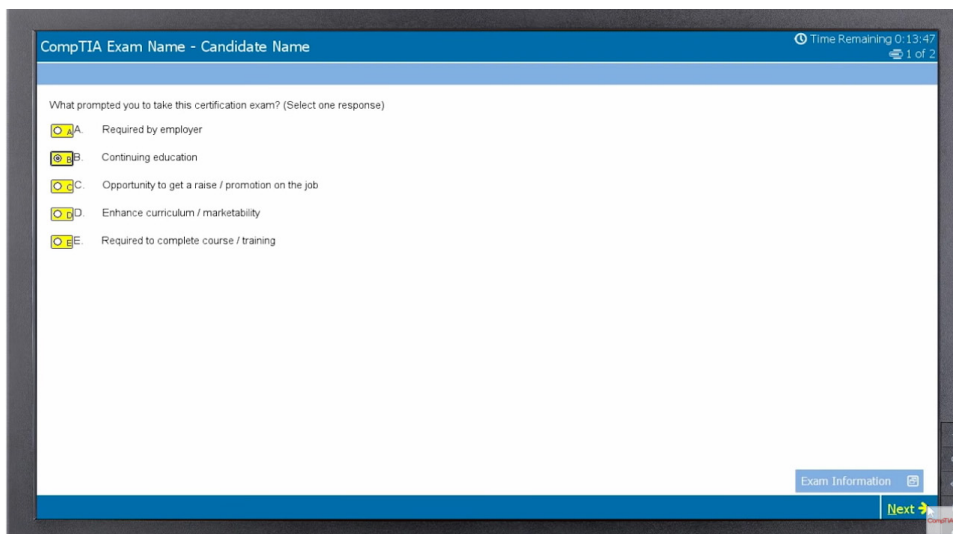 CompTIA Exam Name - Candidate Name
Time Remaining 0:13:47
1 of 2
What prompted you to take this certification exam? (Select one response)
A A. Required by employer
B B. Continuing education
C C. Opportunity to get a raise / promotion on the job
D D. Enhance curriculum / marketability
E E. Required to complete course / training
Exam Information
Next
CompTIA